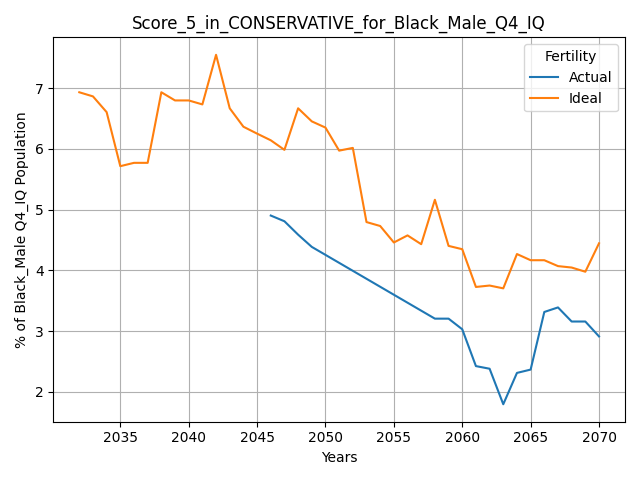 Score_5_in_CONSERVATIVE_for_Black_Male_Q4_IQ
Fertility
Actual
Ideal
% of Black_Male Q4_IQ Population
7
6
5
4
3
2
2035 2040 2045 2050 2055 2060 2065 2070
Years